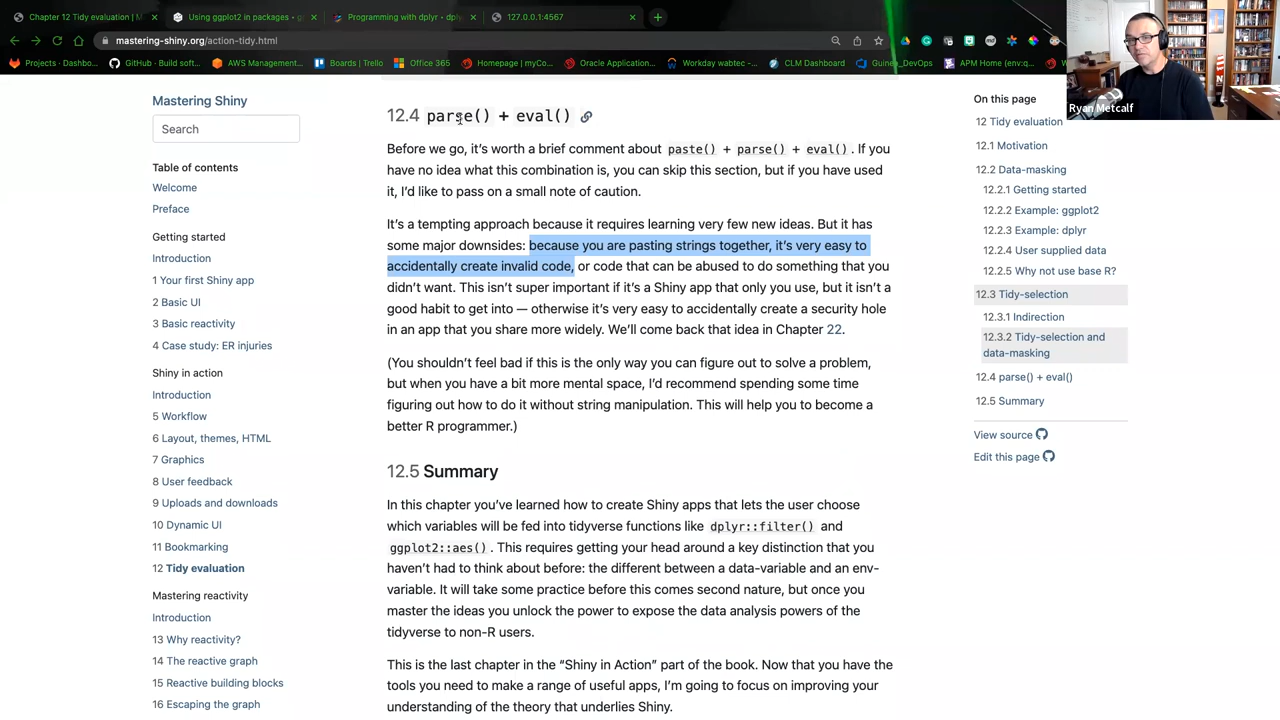 Chapter 12 Tidy evaluation | M
Using ggplot2 in packages • g
Programming with dplyr • dply
127.0.0.1:4567
mastering-shiny.org/action-tidy.html
Projects · Dashbo...
GitHub · Build soft...
AWS Management...
Boards | Trello
Office 365
Homepage | myCo...
Oracle Application...
Workday wabtec -...
CLM Dashboard
Guinea_DevOps
APM Home (env:q...
Ryan Metcalf
Mastering Shiny
Search
Table of contents
Welcome
Preface
Getting started
Introduction
1 Your first Shiny app
2 Basic UI
3 Basic reactivity
4 Case study: ER injuries
Shiny in action
Introduction
5 Workflow
6 Layout, themes, HTML
7 Graphics
8 User feedback
9 Uploads and downloads
10 Dynamic UI
11 Bookmarking
12 Tidy evaluation
Mastering reactivity
Introduction
13 Why reactivity?
14 The reactive graph
15 Reactive building blocks
16 Escaping the graph
12.4 parse() + eval()
Before we go, it's worth a brief comment about paste() + parse() + eval(). If you
have no idea what this combination is, you can skip this section, but if you have used
it, I'd like to pass on a small note of caution.
It's a tempting approach because it requires learning very few new ideas. But it has
some major downsides: because you are pasting strings together, it's very easy to
accidentally create invalid code, or code that can be abused to do something that you
didn't want. This isn't super important if it's a Shiny app that only you use, but it isn't a
good habit to get into — otherwise it's very easy to accidentally create a security hole
in an app that you share more widely. We'll come back that idea in Chapter 22.
(You shouldn't feel bad if this is the only way you can figure out to solve a problem,
but when you have a bit more mental space, I'd recommend spending some time
figuring out how to do it without string manipulation. This will help you to become a
better R programmer.)
12.5 Summary
In this chapter you've learned how to create Shiny apps that lets the user choose
which variables will be fed into tidyverse functions like dplyr::filter() and
ggplot2::aes(). This requires getting your head around a key distinction that you
haven't had to think about before: the different between a data-variable and an env-
variable. It will take some practice before this comes second nature, but once you
master the ideas you unlock the power to expose the data analysis powers of the
tidyverse to non-R users.
This is the last chapter in the “Shiny in Action” part of the book. Now that you have the
tools you need to make a range of useful apps, I'm going to focus on improving your
understanding of the theory that underlies Shiny.
On this page
12 Tidy evaluation
12.1 Motivation
12.2 Data-masking
12.2.1 Getting started
12.2.2 Example: ggplot2
12.2.3 Example: dplyr
12.2.4 User supplied data
12.2.5 Why not use base R?
12.3 Tidy-selection
12.3.1 Indirection
12.3.2 Tidy-selection and
data-masking
12.4 parse() + eval()
12.5 Summary
View source
Edit this page